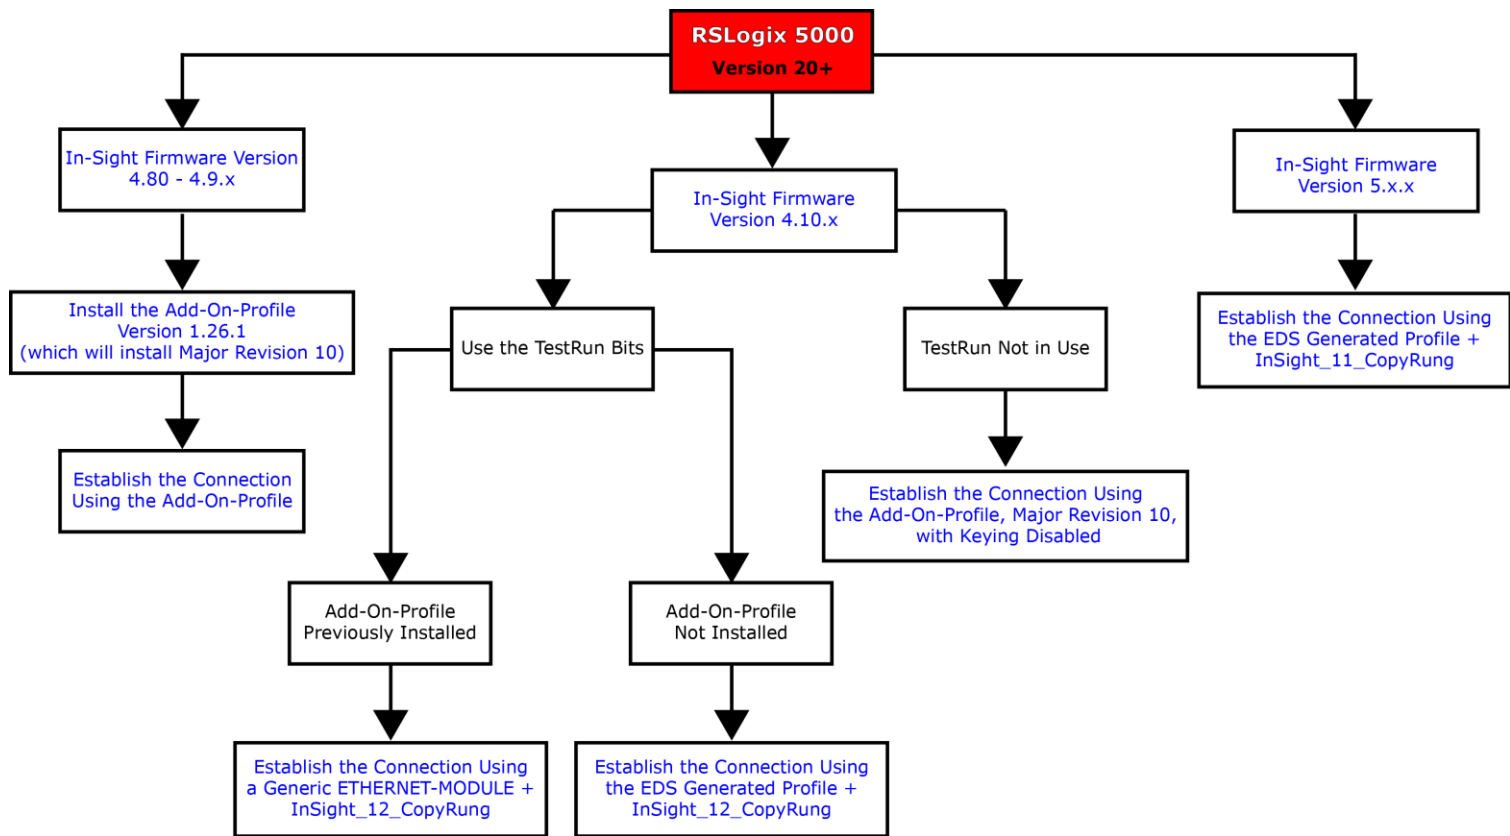 RSLogix 5000
Version 20+
In-Sight Firmware Version
4.80 - 4.9.x
In-Sight Firmware
Version 4.10.x
In-Sight Firmware
Version 5.x.x
Install the Add-On-Profile
Version 1.26.1
(which will install Major Revision 10)
Use the TestRun Bits
TestRun Not in Use
Establish the Connection Using
the EDS Generated Profile +
InSight_11_CopyRung
Establish the Connection
Using the Add-On-Profile
Establish the Connection Using
the Add-On-Profile, Major Revision 10,
with Keying Disabled
Add-On-Profile
Previously Installed
Add-On-Profile
Not Installed
Establish the Connection Using
a Generic ETHERNET-MODULE +
InSight_12_CopyRung
Establish the Connection Using
the EDS Generated Profile +
InSight_12_CopyRung